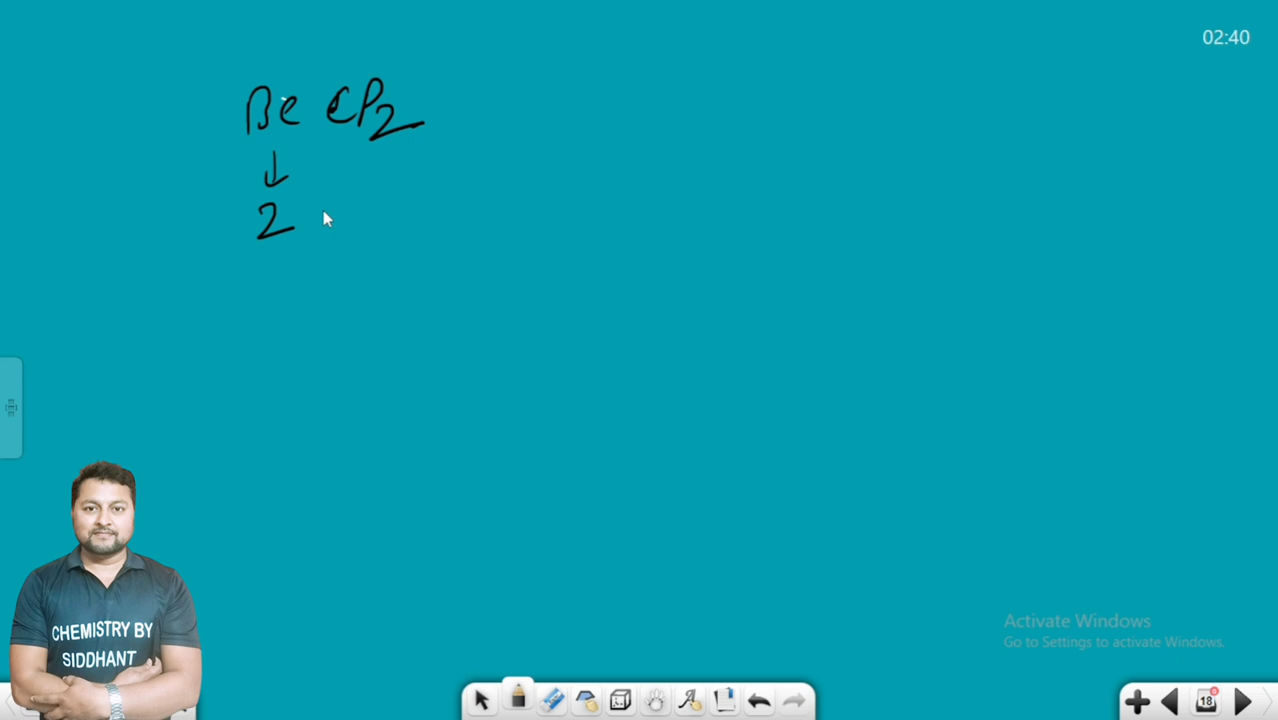 02:40
Be Cl2
↓
2
CHEMISTRY BY
SIDDHANT
Activate Windows
Go to Settings to activate Windows.
18